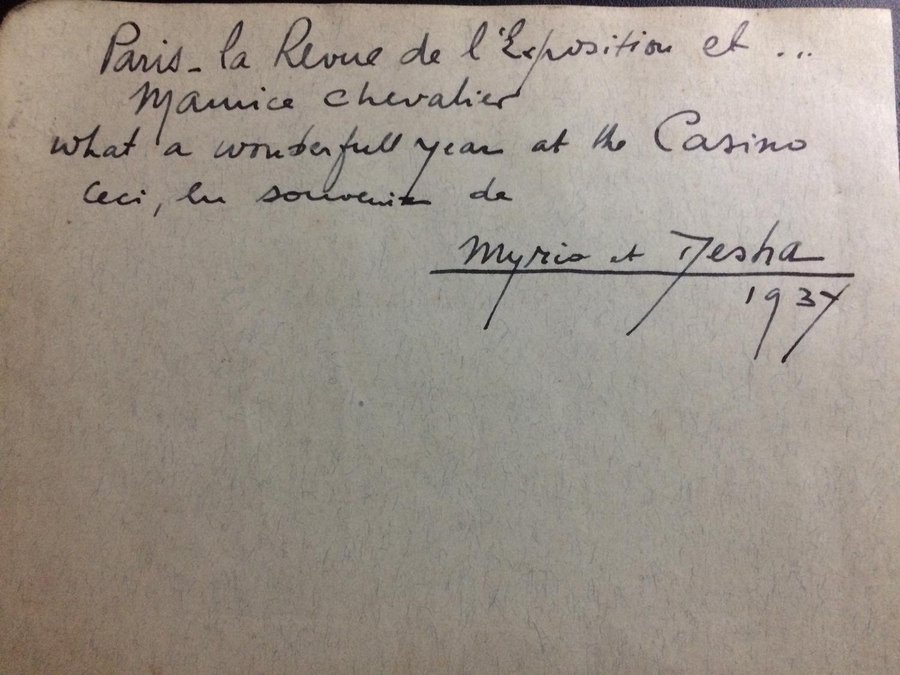 Paris - la Revue de l'Exposition et ...
Maurice Chevalier
what a wonderfull year at the Casino
Ceci, en souvenir de
Myrio et Desha
1937